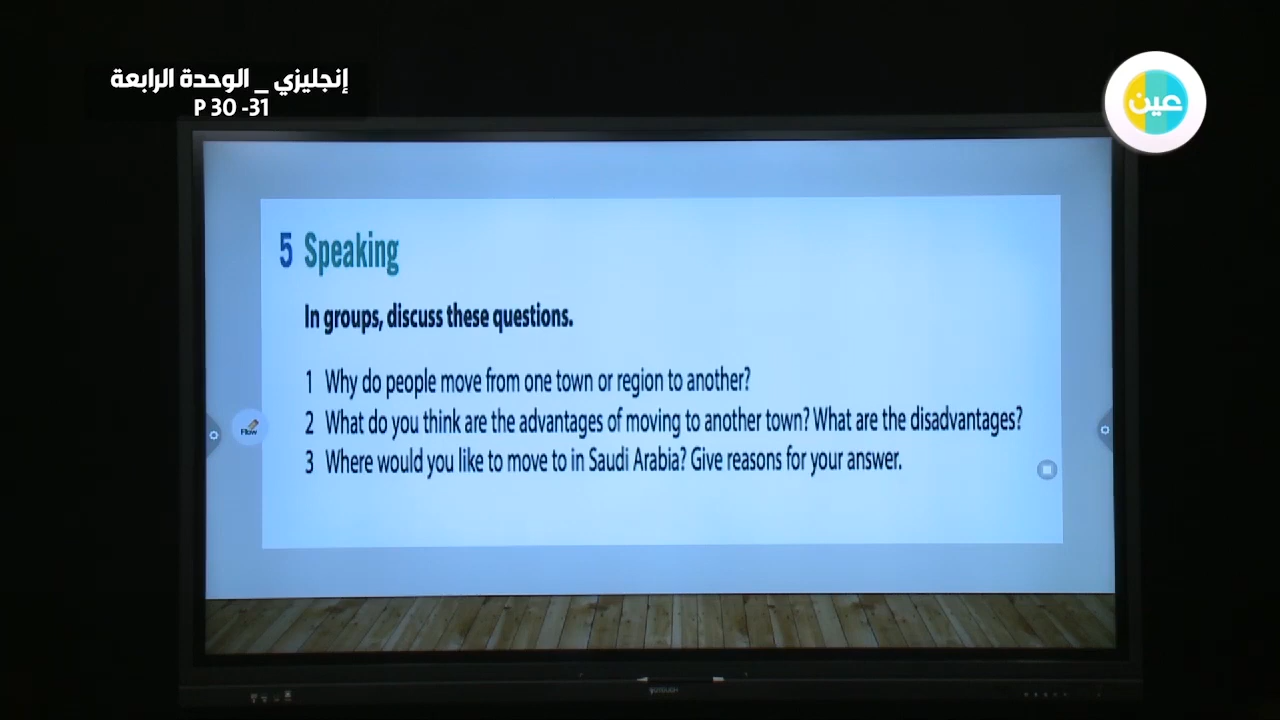 إنجليزي _ الوحدة الرابعة
P 30 -31
عين
5 Speaking
In groups, discuss these questions.
1 Why do people move from one town or region to another?
2 What do you think are the advantages of moving to another town? What are the disadvantages?
Flow
3 Where would you like to move to in Saudi Arabia? Give reasons for your answer.